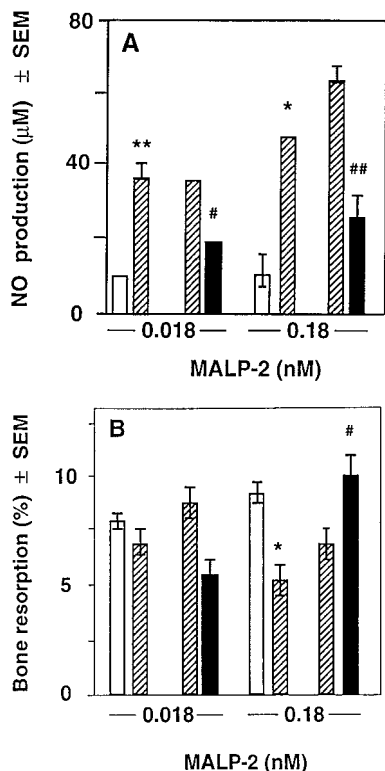 A
NO production (μM) ± SEM
80
40
0
**
#
*
##
0.018
0.18
MALP-2 (nM)
B
Bone resorption (%) ± SEM
10
5
0
*
#
0.018
0.18
MALP-2 (nM)